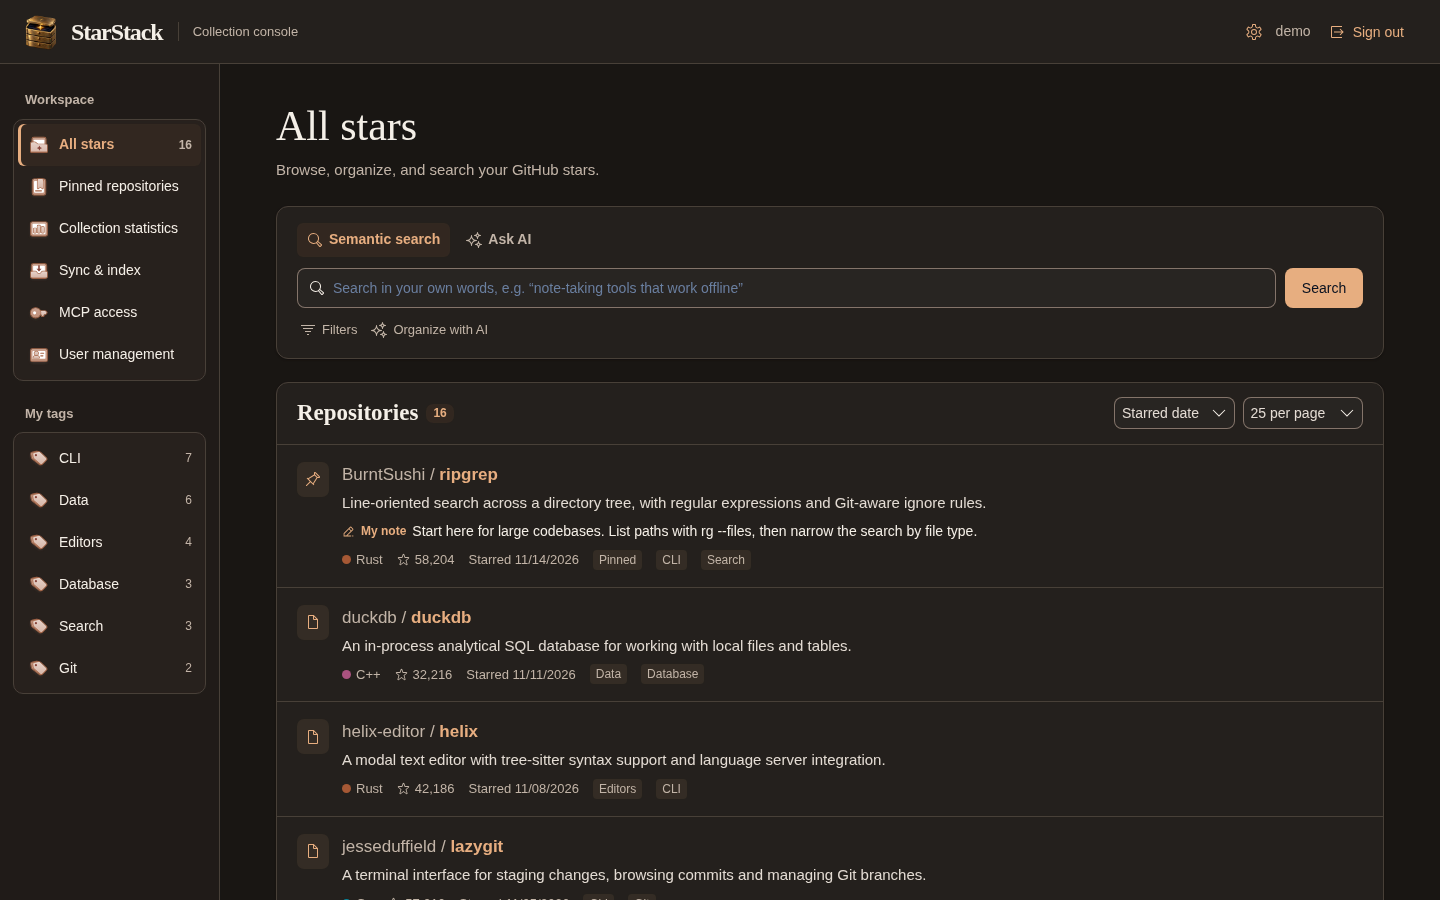 StarStack
Collection console
demo
Sign out
Workspace
All stars 16
Pinned repositories
Collection statistics
Sync & index
MCP access
User management
My tags
CLI 7
Data 6
Editors 4
Database 3
Search 3
Git 2
All stars
Browse, organize, and search your GitHub stars.
Semantic search
Ask AI
Search in your own words, e.g. “note-taking tools that work offline”
Search
Filters
Organize with AI
Repositories 16
Starred date
25 per page
BurntSushi / ripgrep
Line-oriented search across a directory tree, with regular expressions and Git-aware ignore rules.
My note Start here for large codebases. List paths with rg --files, then narrow the search by file type.
Rust 58,204 Starred 11/14/2026 Pinned CLI Search
duckdb / duckdb
An in-process analytical SQL database for working with local files and tables.
C++ 32,216 Starred 11/11/2026 Data Database
helix-editor / helix
A modal text editor with tree-sitter syntax support and language server integration.
Rust 42,186 Starred 11/08/2026 Editors CLI
jesseduffield / lazygit
A terminal interface for staging changes, browsing commits and managing Git branches.